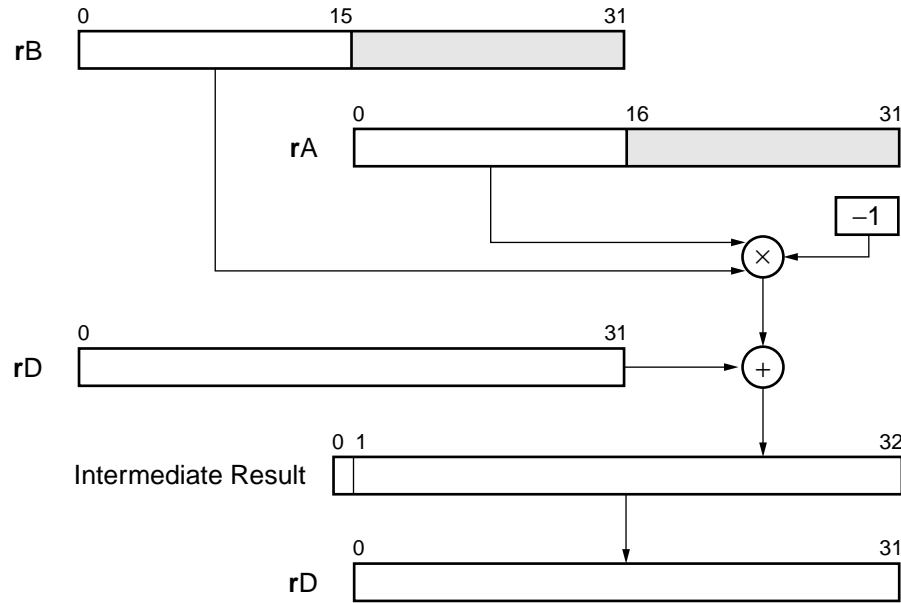 0 15 31
rB
0 16 31
rA
−1
×
0 31
rD
+
0 1 32
Intermediate Result
0 31
rD